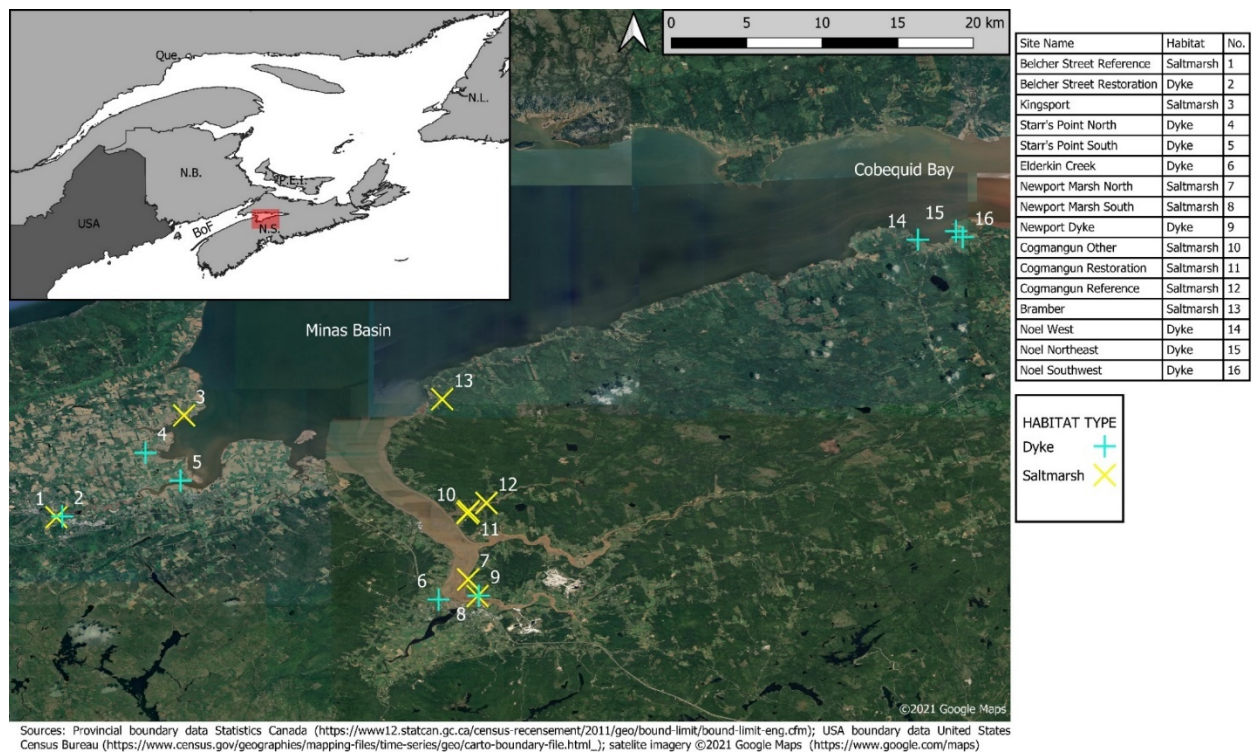 Que.
N.L.
N.B.
P.E.I.
USA
BoF
N.S.
0 5 10 15 20 km
Cobequid Bay
14 15 16
Minas Basin
13
3
4
5
12
10
1 2
11
7
6 9
8
©2021 Google Maps
Site Name Habitat No.
Belcher Street Reference Saltmarsh 1
Belcher Street Restoration Dyke 2
Kingsport Saltmarsh 3
Starr's Point North Dyke 4
Starr's Point South Dyke 5
Elderkin Creek Dyke 6
Newport Marsh North Saltmarsh 7
Newport Marsh South Saltmarsh 8
Newport Dyke Dyke 9
Cogmangun Other Saltmarsh 10
Cogmangun Restoration Saltmarsh 11
Cogmangun Reference Saltmarsh 12
Bramber Saltmarsh 13
Noel West Dyke 14
Noel Northeast Dyke 15
Noel Southwest Dyke 16
HABITAT TYPE
Dyke
Saltmarsh
Sources: Provincial boundary data Statistics Canada (https://www12.statcan.gc.ca/census-recensement/2011/geo/bound-limit/bound-limit-eng.cfm); USA boundary data United States
Census Bureau (https://www.census.gov/geographies/mapping-files/time-series/geo/carto-boundary-file.html_); satelite imagery ©2021 Google Maps (https://www.google.com/maps)